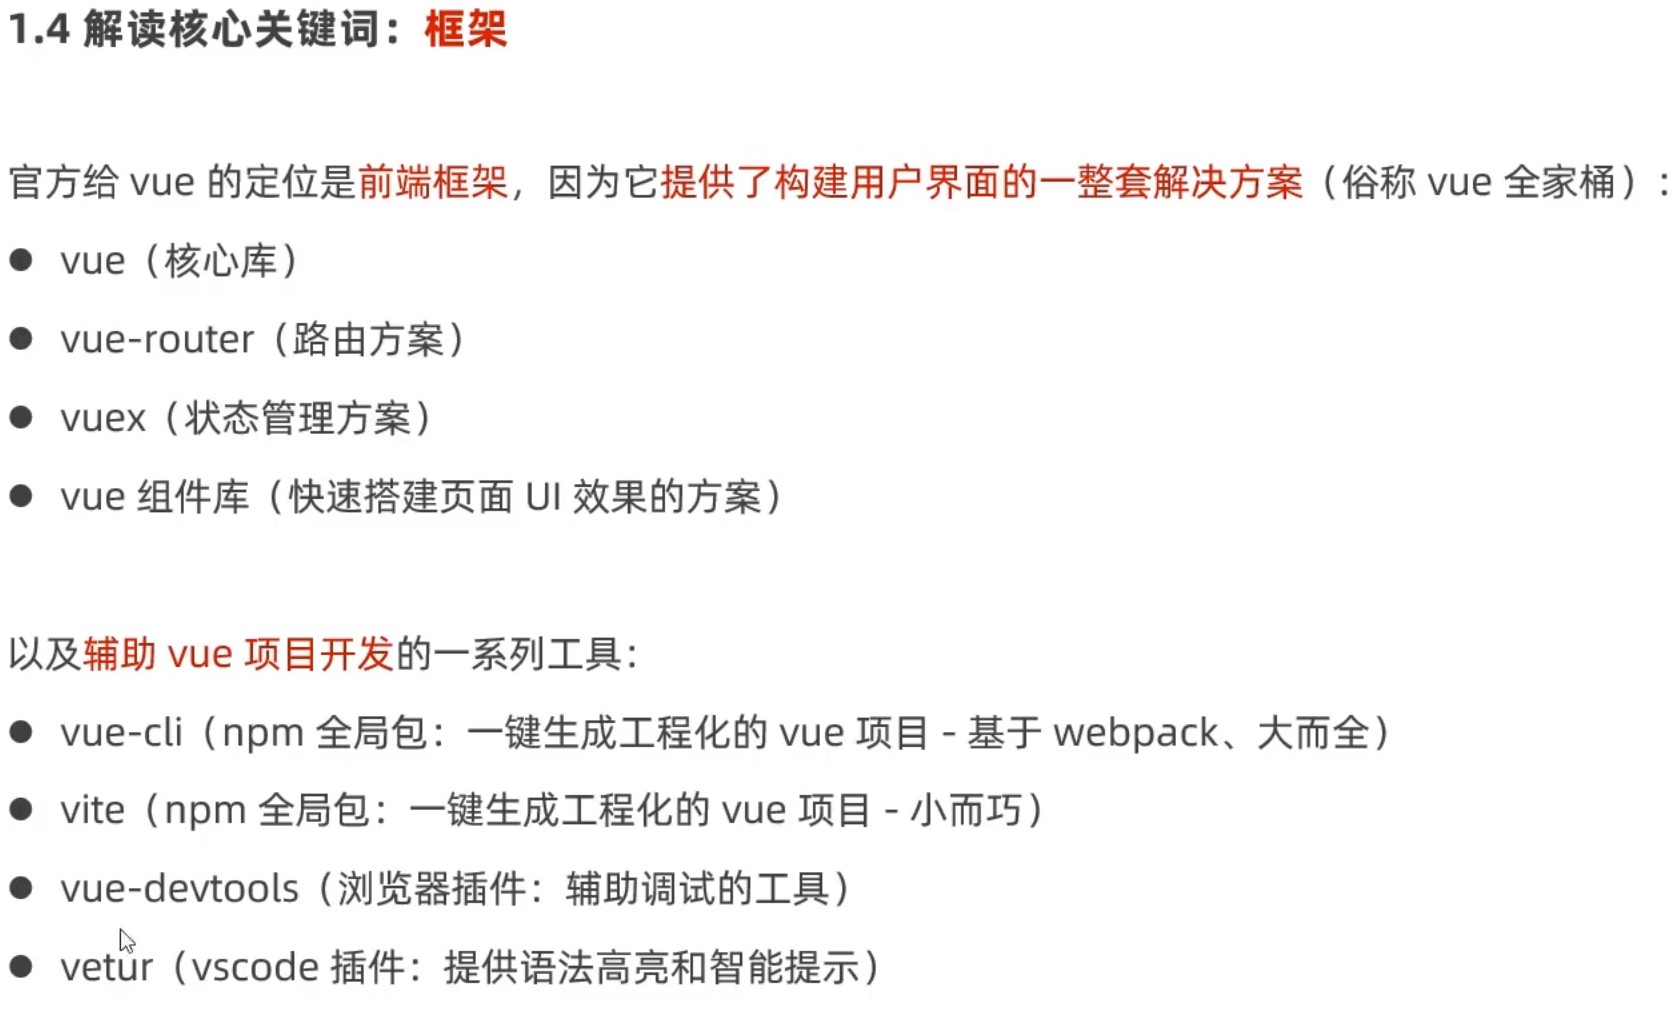 1.4 解读核心关键词：框架
官方给 vue 的定位是前端框架，因为它提供了构建用户界面的一整套解决方案（俗称 vue 全家桶）：
● vue（核心库）
● vue-router（路由方案）
● vuex（状态管理方案）
● vue 组件库（快速搭建页面 UI 效果的方案）
以及辅助 vue 项目开发的一系列工具：
● vue-cli（npm 全局包：一键生成工程化的 vue 项目 - 基于 webpack、大而全）
● vite（npm 全局包：一键生成工程化的 vue 项目 - 小而巧）
● vue-devtools（浏览器插件：辅助调试的工具）
● vetur（vscode 插件：提供语法高亮和智能提示）